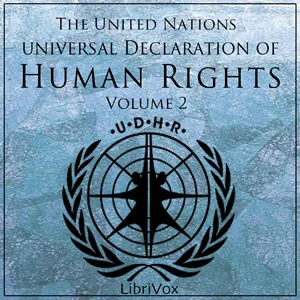 The United Nations
universal Declaration of
Human Rights
Volume 2
·U·D·H·R·
LibriVox